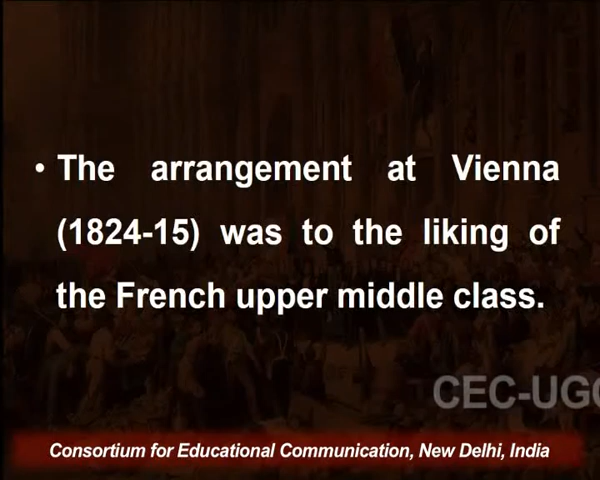 • The arrangement at Vienna
(1824-15) was to the liking of
the French upper middle class.
CEC-UGC
Consortium for Educational Communication, New Delhi, India